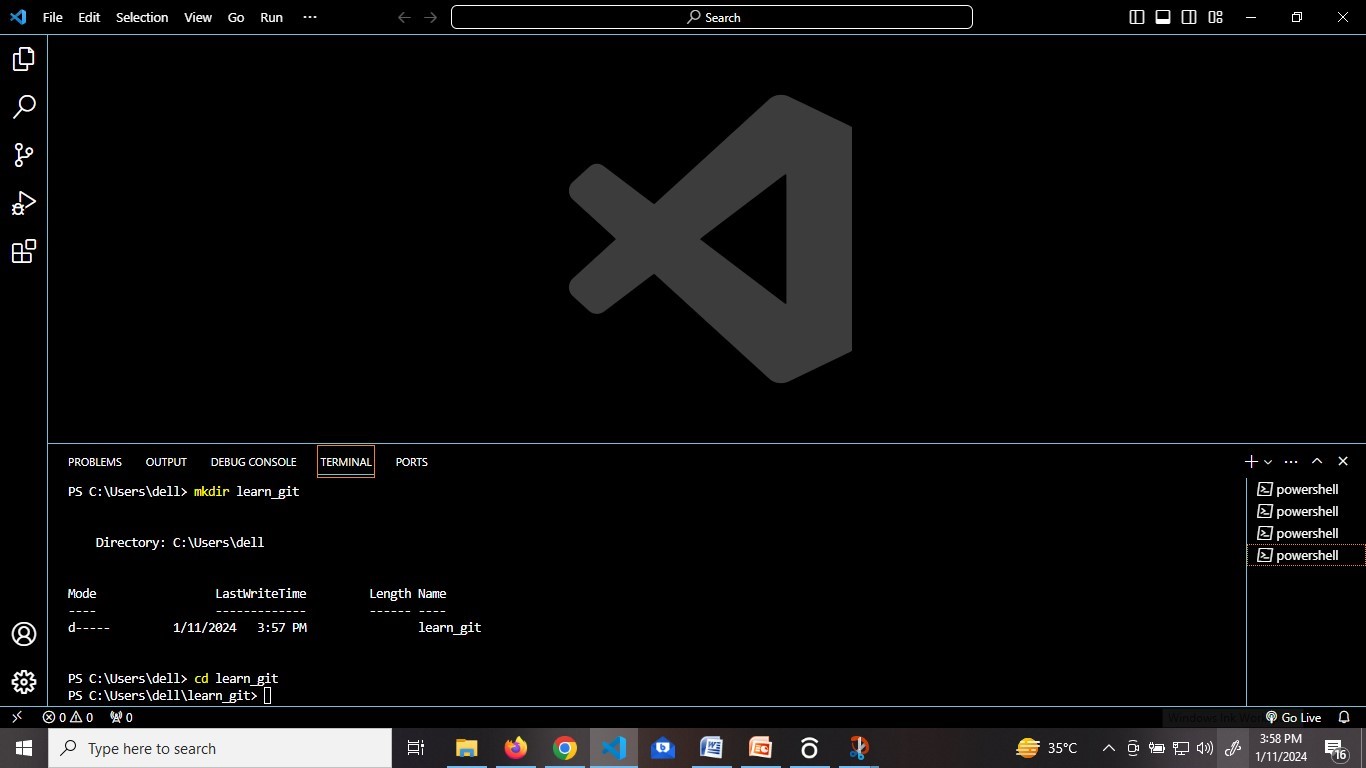 File Edit Selection View Go Run ···
Search
PROBLEMS OUTPUT DEBUG CONSOLE TERMINAL PORTS
PS C:\Users\dell> mkdir learn_git
Directory: C:\Users\dell
Mode LastWriteTime Length Name
---- ------------- ------ ----
d----- 1/11/2024 3:57 PM learn_git
PS C:\Users\dell> cd learn_git
PS C:\Users\dell\learn_git>
powershell
powershell
powershell
powershell
0 0 0 Windows Ink Wor Go Live
Type here to search 35°C 3:58 PM
1/11/2024 16